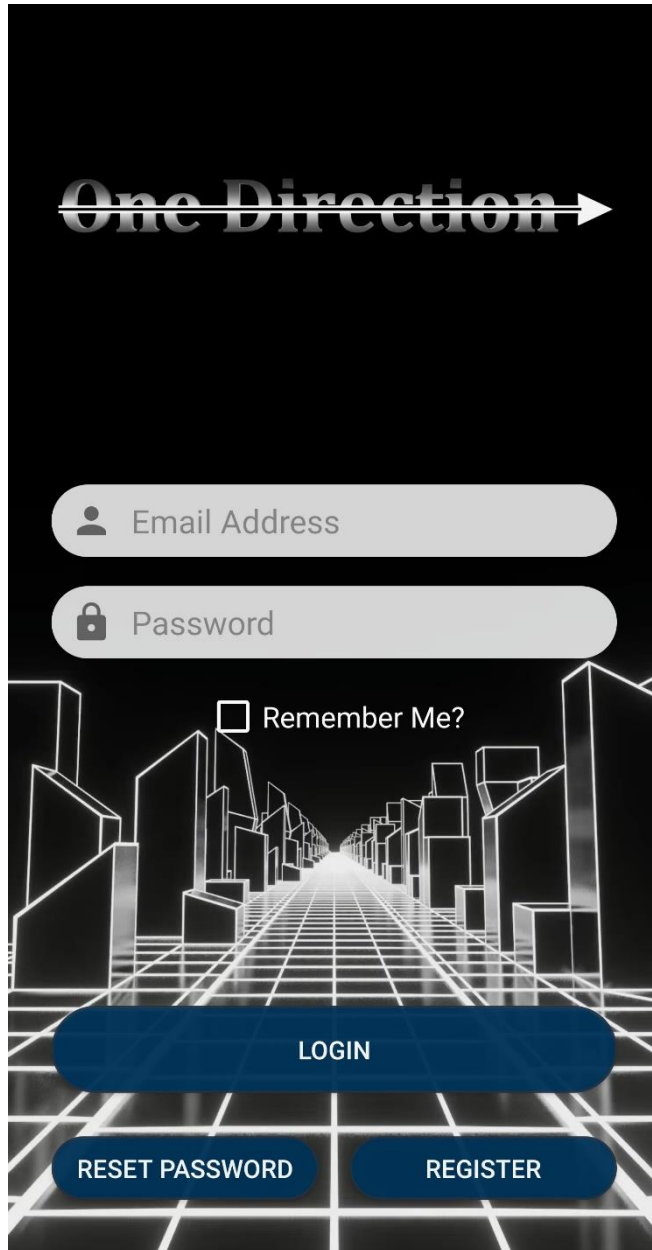 One Direction
Email Address
Password
Remember Me?
LOGIN
RESET PASSWORD
REGISTER